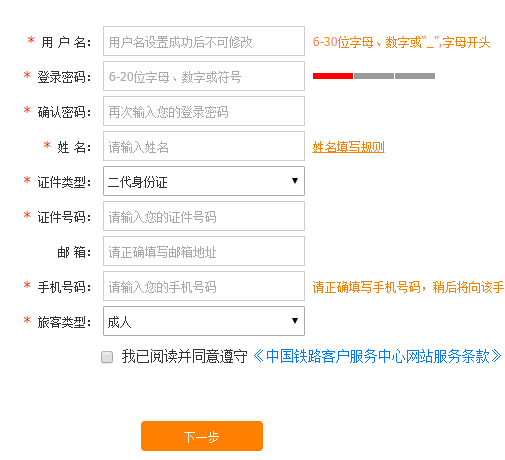 * 用 户 名： 用户名设置成功后不可修改 6-30位字母、数字或“_”,字母开头
* 登录密码： 6-20位字母、数字或符号
* 确认密码： 再次输入您的登录密码
* 姓 名： 请输入姓名 姓名填写规则
* 证件类型： 二代身份证
* 证件号码： 请输入您的证件号码
邮 箱： 请正确填写邮箱地址
* 手机号码： 请输入您的手机号码 请正确填写手机号码，稍后将向该手
* 旅客类型： 成人
我已阅读并同意遵守《中国铁路客户服务中心网站服务条款》
下一步